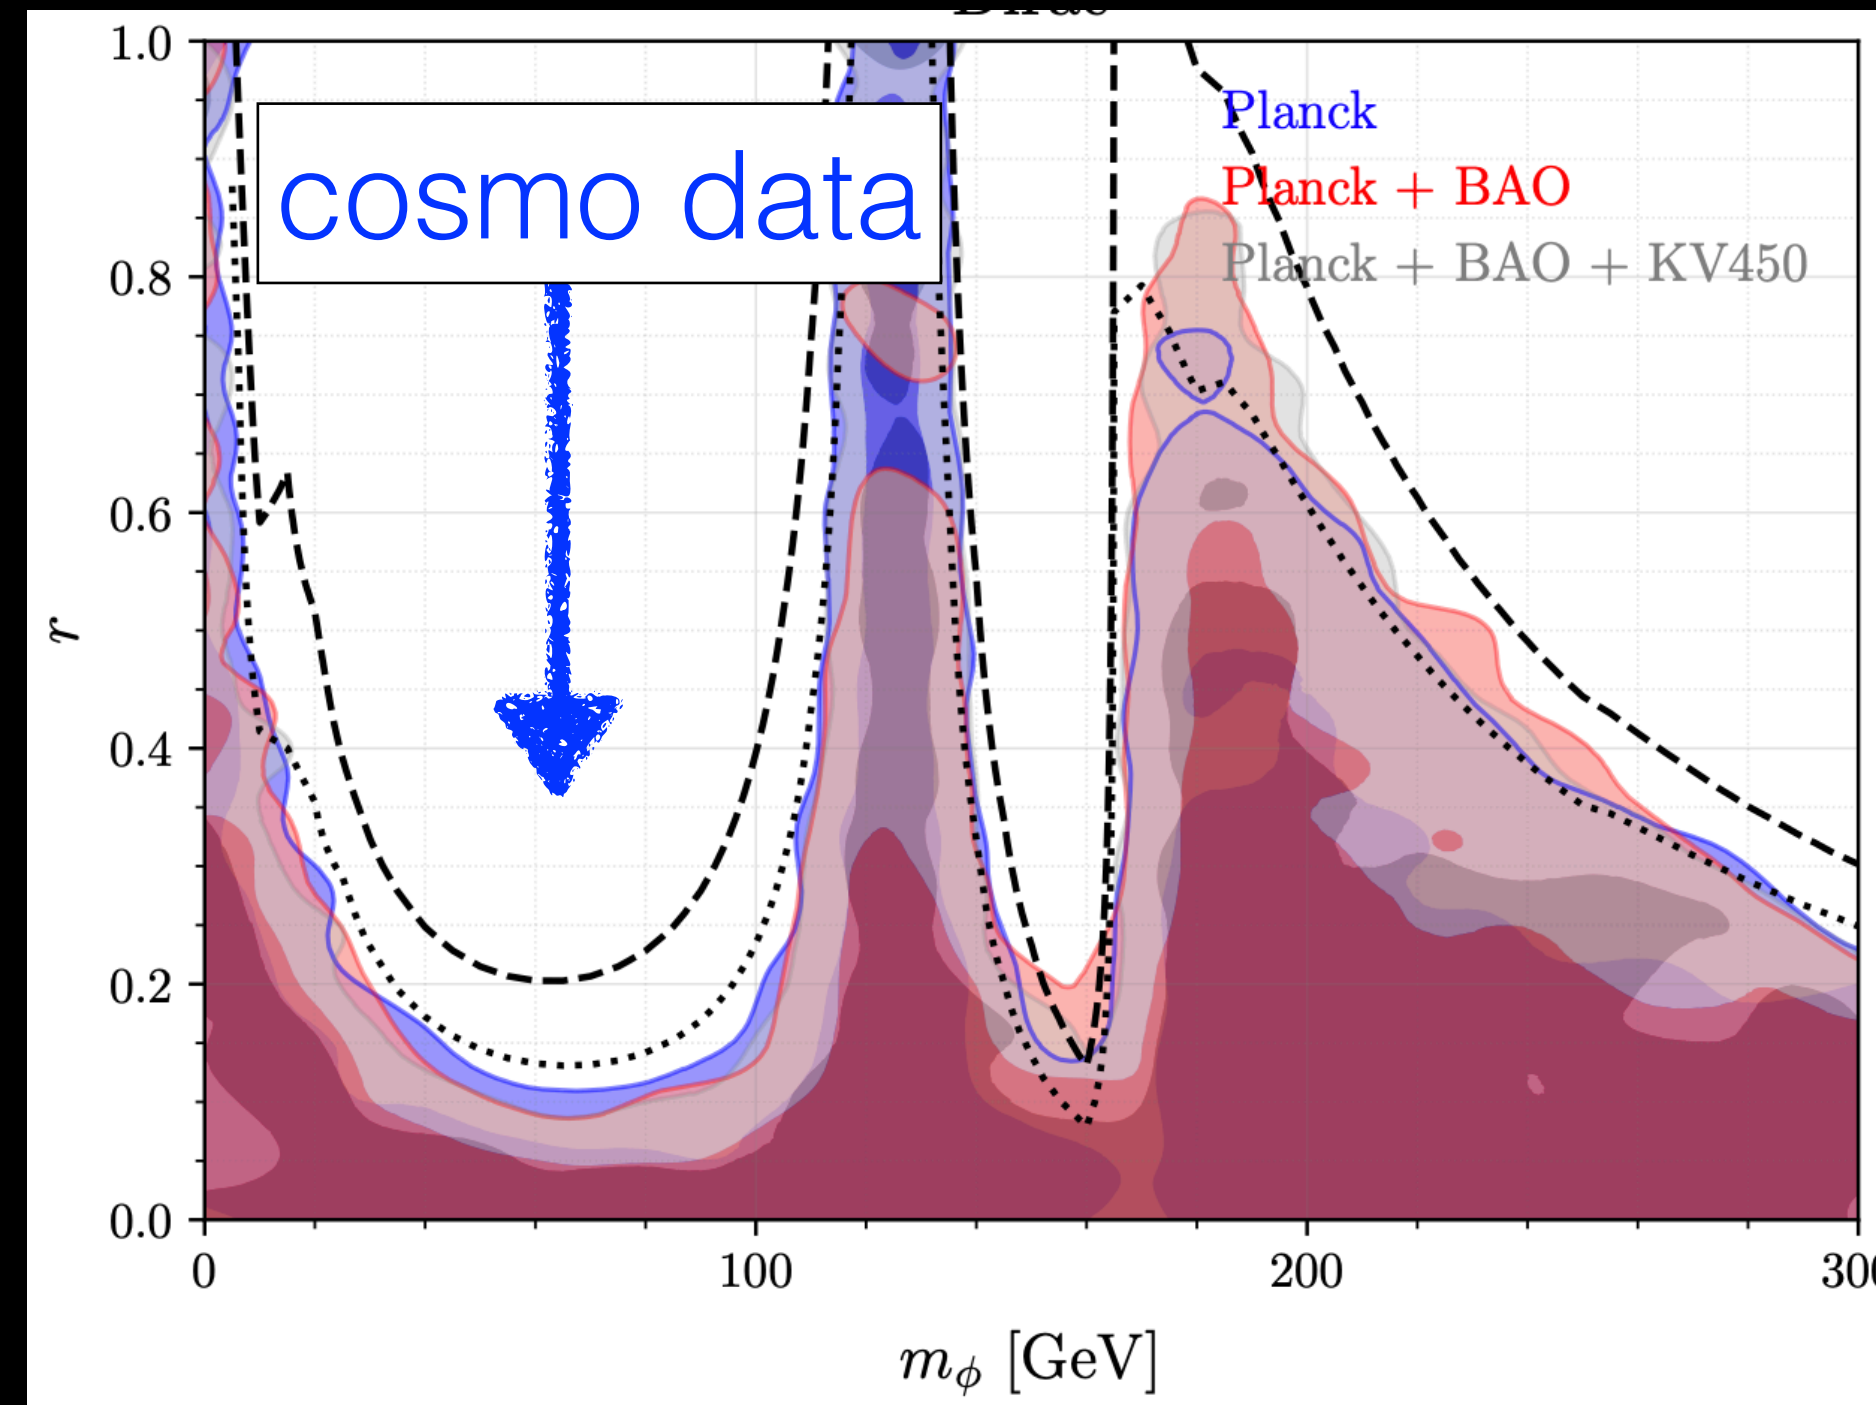 1.0
Planck
cosmo data
Planck + BAO
Planck + BAO + KV450
0.8
0.6
r
0.4
0.2
0.0
0 100 200
m_ϕ [GeV]